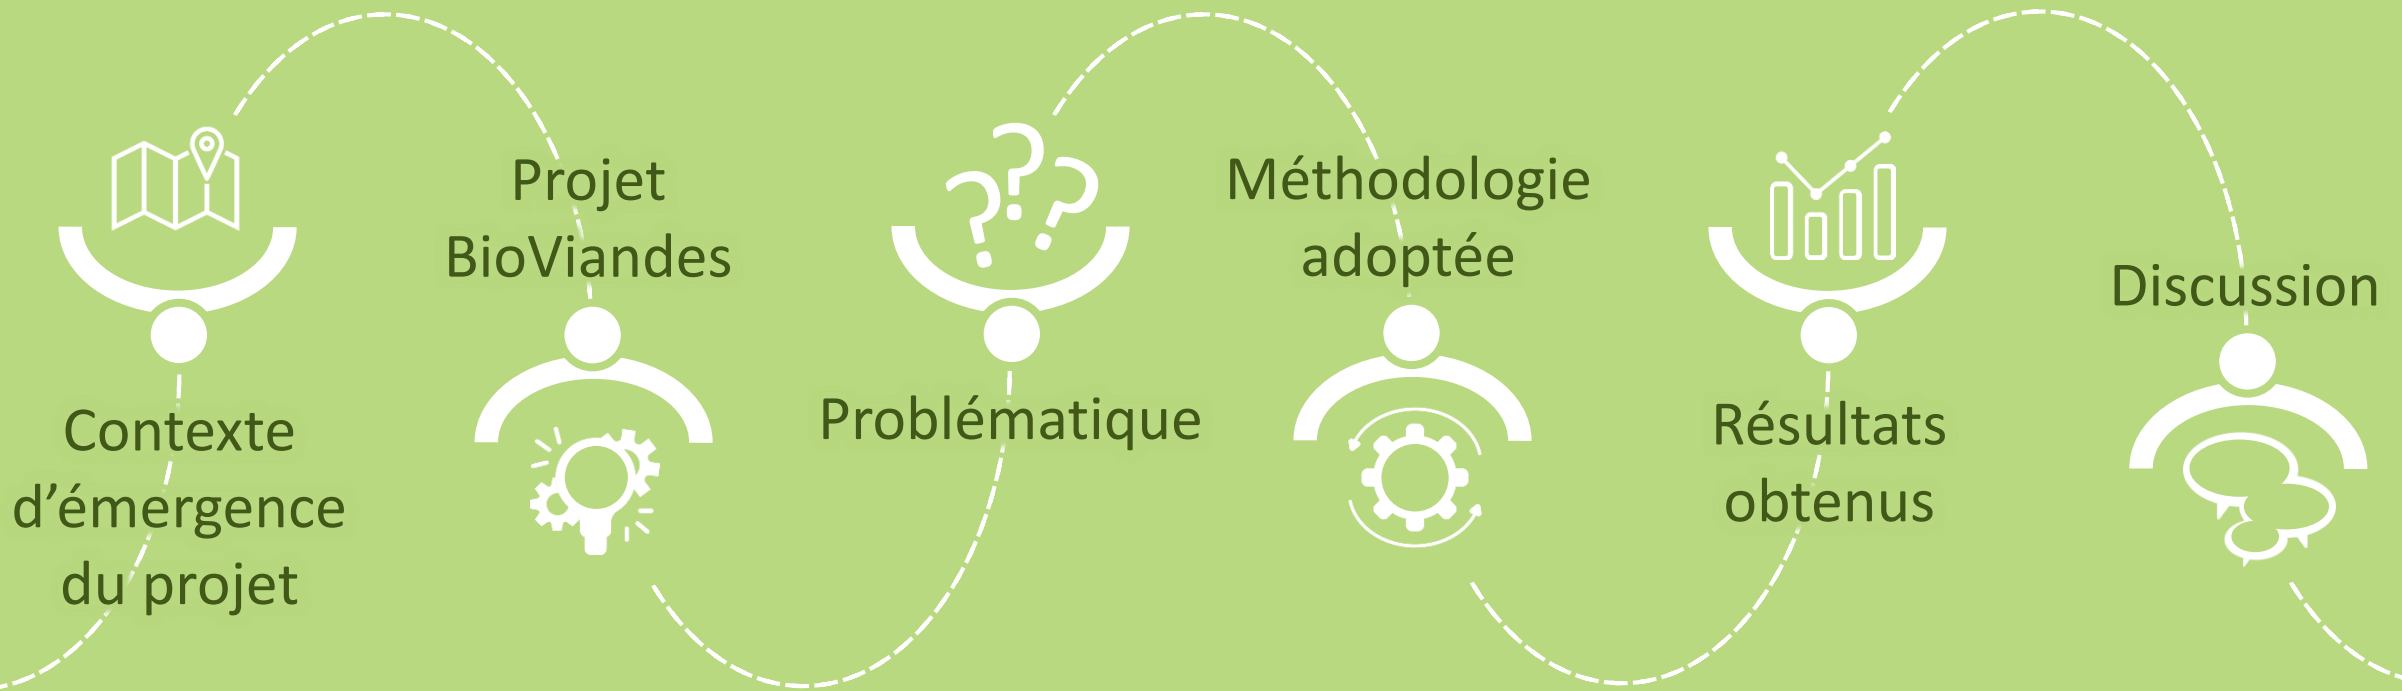 Contexte
d’émergence
du projet
Projet
BioViandes
Problématique
Méthodologie
adoptée
Résultats
obtenus
Discussion